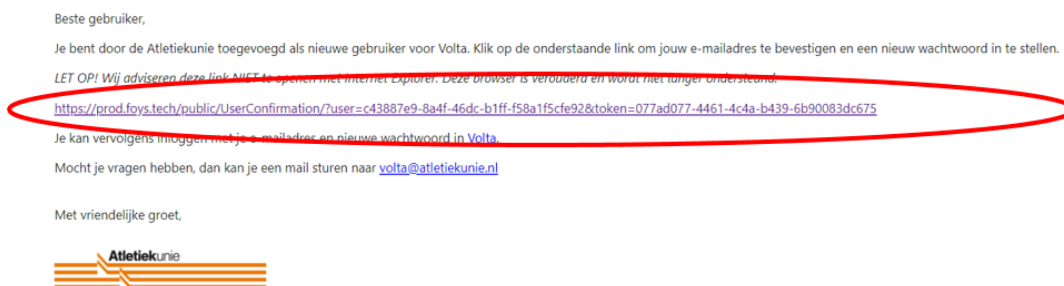 Beste gebruiker,
Je bent door de Atletiekunie toegevoegd als nieuwe gebruiker voor Volta. Klik op de onderstaande link om jouw e-mailadres te bevestigen en een nieuw wachtwoord in te stellen.
LET OP! Wij adviseren deze link NIET te openen met Internet Explorer. Deze browser is verouderd en wordt niet langer ondersteund.
https://prod.foys.tech/public/UserConfirmation/?user=c43887e9-8a4f-46dc-b1ff-f58a1f5cfe92&token=077ad077-4461-4c4a-b439-6b90083dc675
Je kan vervolgens inloggen met je e-mailadres en nieuwe wachtwoord in Volta.
Mocht je vragen hebben, dan kan je een mail sturen naar volta@atletiekunie.nl
Met vriendelijke groet,
Atletiekunie